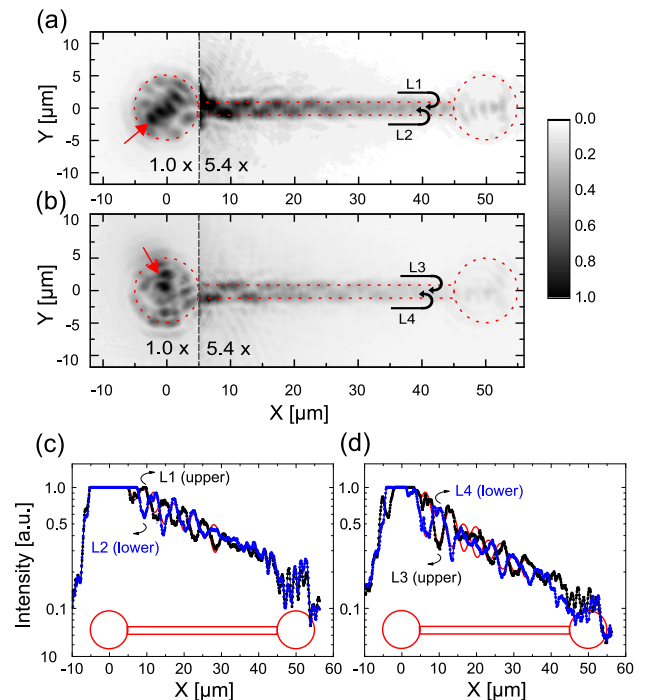 (a)
10
5
0
-5
-10
Y [µm]
L1
L2
1.0 x
5.4 x
-10 0 10 20 30 40 50
(b)
10
5
0
-5
-10
Y [µm]
L3
L4
1.0 x
5.4 x
-10 0 10 20 30 40 50
X [µm]
0.0
0.2
0.4
0.6
0.8
1.0
(c)
Intensity [a.u.]
1.0
0.5
0.1
10
L1 (upper)
L2 (lower)
-10 0 10 20 30 40 50 60
X [µm]
(d)
1.0
0.5
0.1
L4 (lower)
L3 (upper)
-10 0 10 20 30 40 50 60
X [µm]